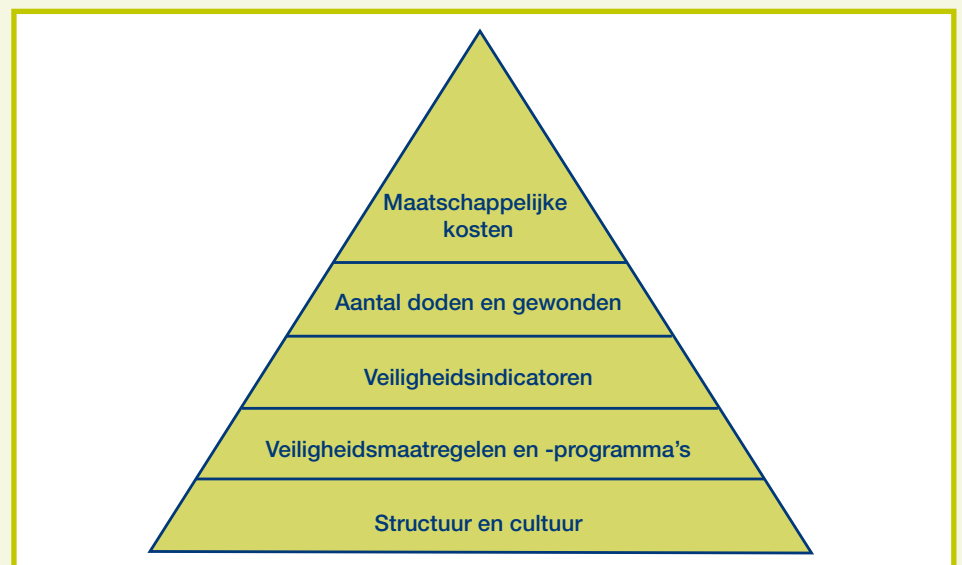 Maatschappelijke
kosten
Aantal doden en gewonden
Veiligheidsindicatoren
Veiligheidsmaatregelen en -programma’s
Structuur en cultuur